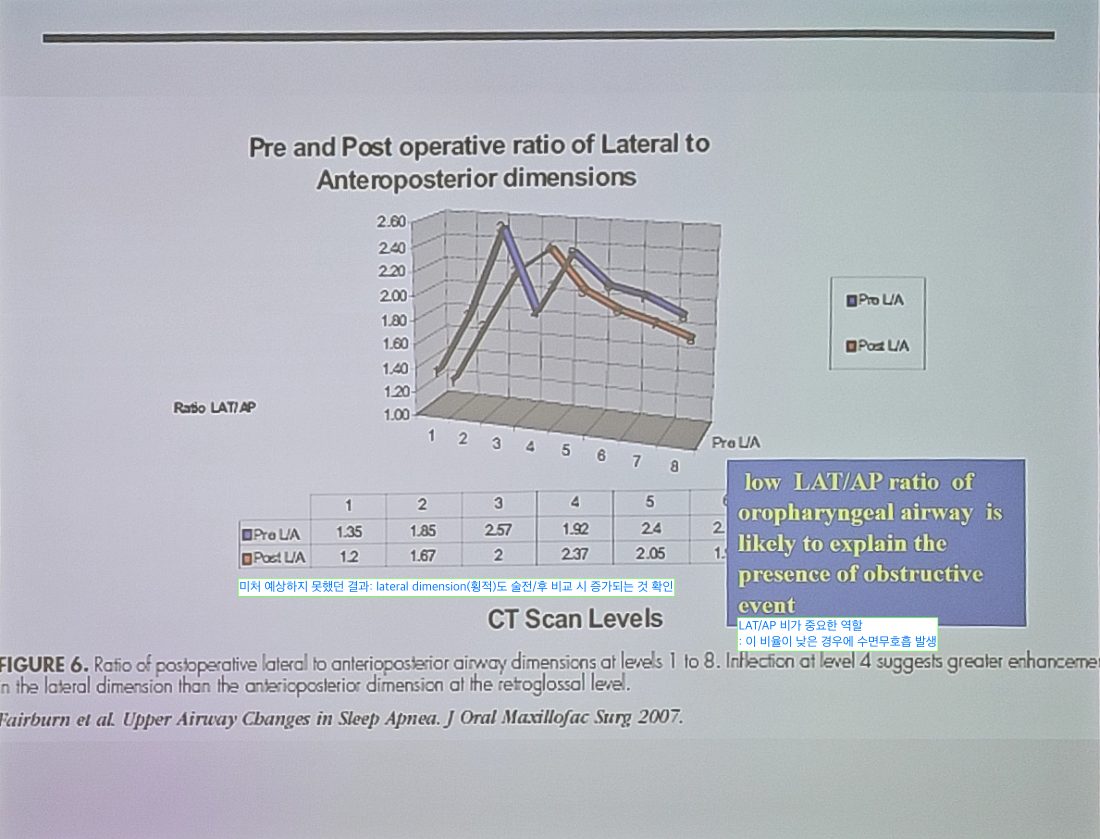 Pre and Post operative ratio of Lateral to
Anteroposterior dimensions
2.60
2.40
2.20
2.00
1.80
1.60
1.40
1.20
1.00
Ratio LAT/AP
1 2 3 4 5 6 7 8
Pre L/A
Pre L/A
Post L/A
1 2 3 4 5
Pre L/A 1.35 1.85 2.57 1.92 2.4
Post L/A 1.2 1.67 2 2.37 2.05
low LAT/AP ratio of
oropharyngeal airway is
likely to explain the
presence of obstructive
event
미처 예상하지 못했던 결과: lateral dimension(횡적)도 술전/후 비교 시 증가되는 것 확인
LAT/AP 비가 중요한 역할
: 이 비율이 낮은 경우에 수면무호흡 발생
CT Scan Levels
FIGURE 6. Ratio of postoperative lateral to anterioposterior airway dimensions at levels 1 to 8. Inflection at level 4 suggests greater enhancemen
in the lateral dimension than the anterioposterior dimension at the retroglossal level.
Fairburn et al. Upper Airway Changes in Sleep Apnea. J Oral Maxillofac Surg 2007.